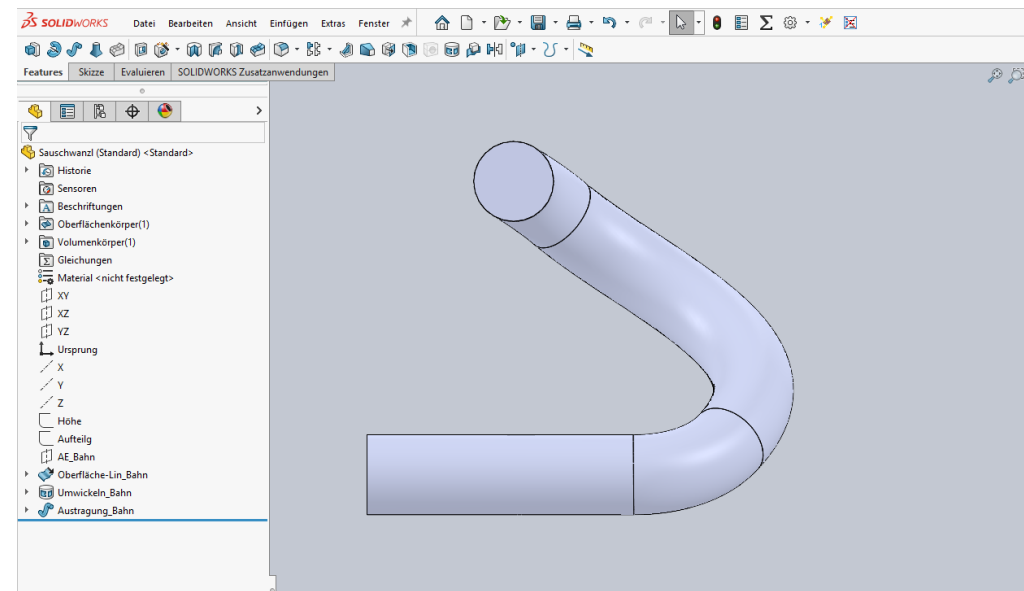 SOLIDWORKS Datei Bearbeiten Ansicht Einfügen Extras Fenster
Features Skizze Evaluieren SOLIDWORKS Zusatzanwendungen
Sauschwanzl (Standard) <Standard>
Historie
Sensoren
Beschriftungen
Oberflächenkörper(1)
Volumenkörper(1)
Gleichungen
Material <nicht festgelegt>
XY
XZ
YZ
Ursprung
X
Y
Z
Höhe
Aufteilg
AE_Bahn
Oberfläche-Lin_Bahn
Umwickeln_Bahn
Austragung_Bahn